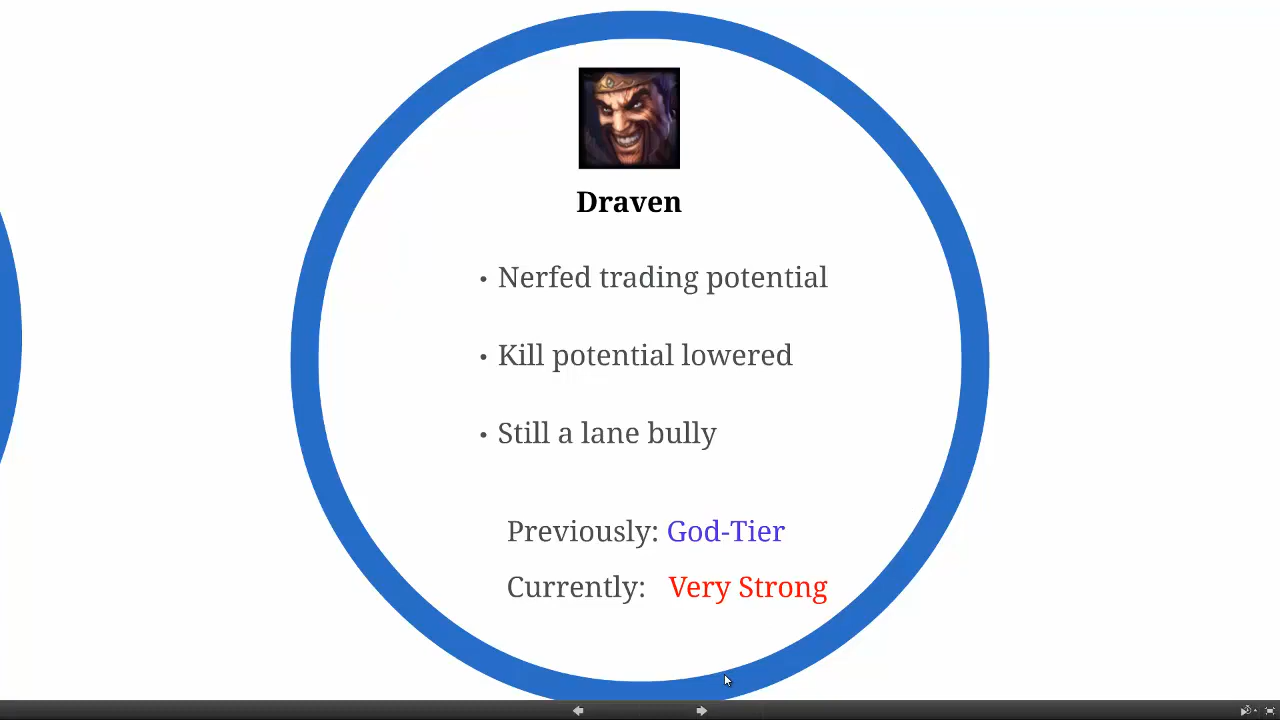 Draven
• Nerfed trading potential
• Kill potential lowered
• Still a lane bully
Previously: God-Tier
Currently: Very Strong